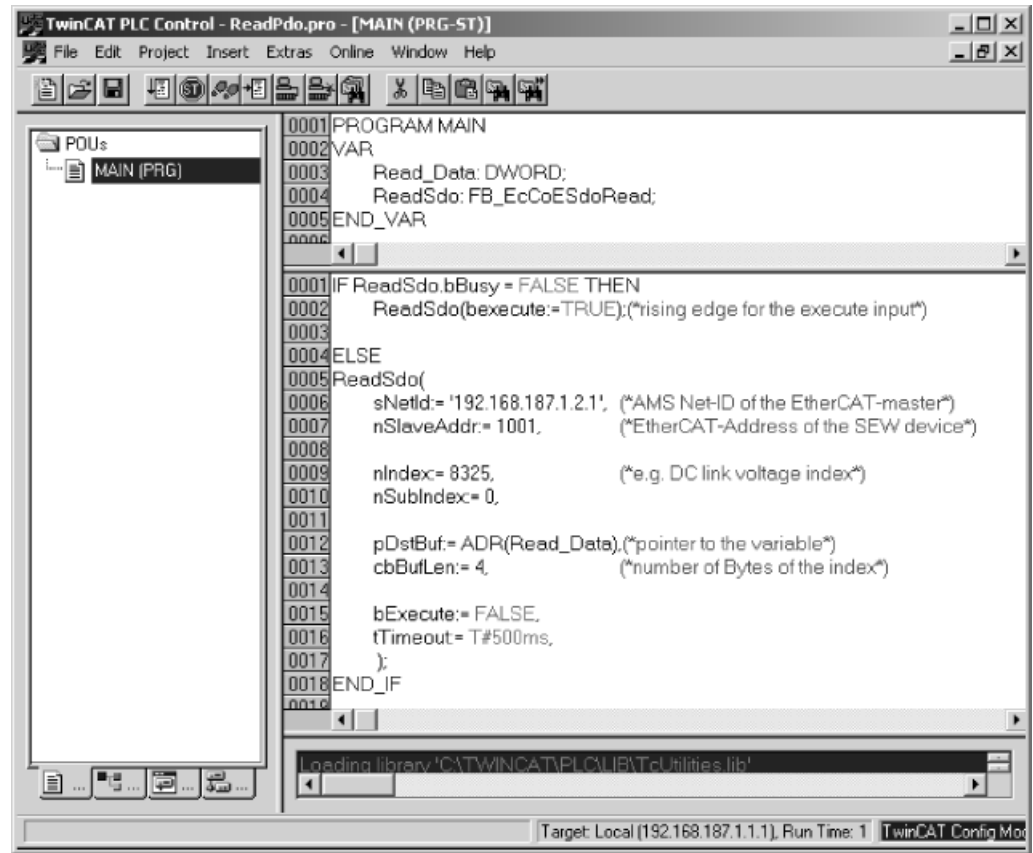 TwinCAT PLC Control - ReadPdo.pro - [MAIN (PRG-ST)]
File Edit Project Insert Extras Online Window Help
POUs
MAIN (PRG)
0001 PROGRAM MAIN
0002 VAR
0003 Read_Data: DWORD;
0004 ReadSdo: FB_EcCoESdoRead;
0005 END_VAR
0006
0001 IF ReadSdo.bBusy = FALSE THEN
0002 ReadSdo(bexecute:=TRUE);(*rising edge for the execute input*)
0003
0004 ELSE
0005 ReadSdo(
0006 sNetId:= '192.168.187.1.2.1', (*AMS Net-ID of the EtherCAT-master*)
0007 nSlaveAddr:= 1001, (*EtherCAT-Address of the SEW device*)
0008
0009 nIndex:= 8325, (*e.g. DC link voltage index*)
0010 nSubIndex:= 0,
0011
0012 pDstBuf:= ADR(Read_Data),(*pointer to the variable*)
0013 cbBufLen:= 4, (*number of Bytes of the index*)
0014
0015 bExecute:= FALSE,
0016 tTimeout:= T#500ms,
0017 );
0018 END_IF
0019
Loading library 'C:\TWINCAT\PLC\LIB\TcUtilities.lib'
... ... ... ...
Target: Local (192.168.187.1.1.1), Run Time: 1 TwinCAT Config Mod